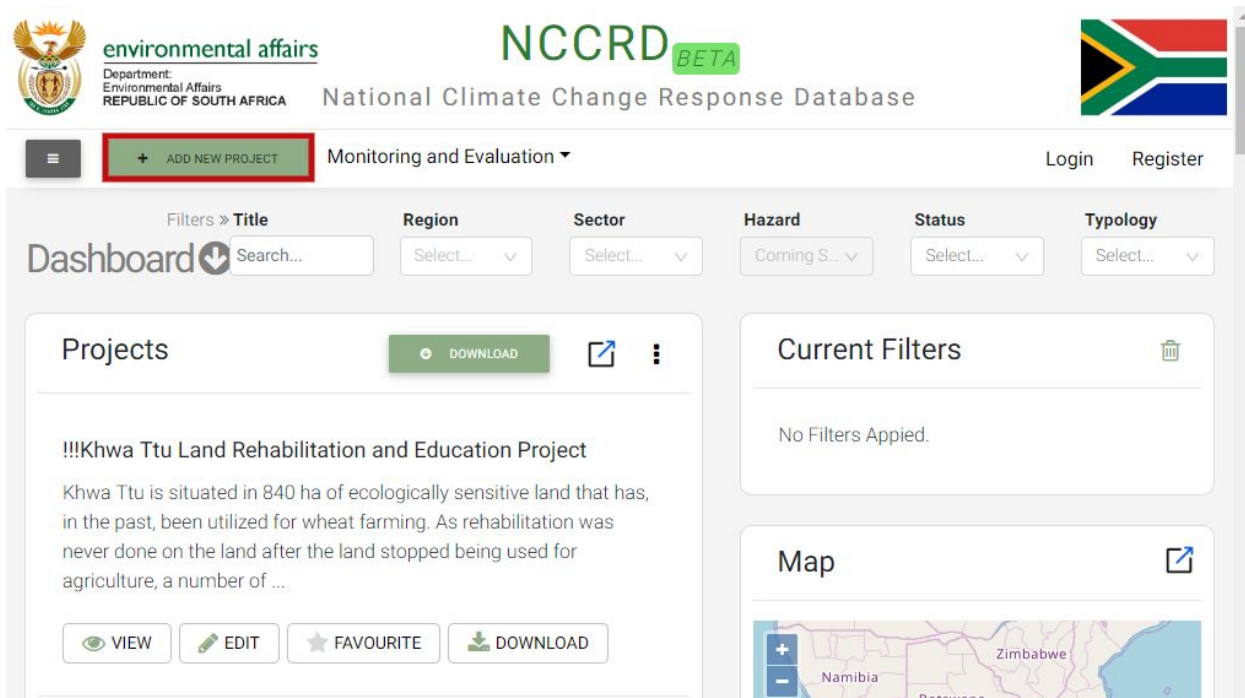 environmental affairs
Department:
Environmental Affairs
REPUBLIC OF SOUTH AFRICA
NCCRD BETA
National Climate Change Response Database
+ ADD NEW PROJECT
Monitoring and Evaluation
Login Register
Filters » Title Region Sector Hazard Status Typology
Dashboard Search... Select... Select... Coming S... Select... Select...
Projects
DOWNLOAD
!!!Khwa Ttu Land Rehabilitation and Education Project
Khwa Ttu is situated in 840 ha of ecologically sensitive land that has,
in the past, been utilized for wheat farming. As rehabilitation was
never done on the land after the land stopped being used for
agriculture, a number of ...
VIEW EDIT FAVOURITE DOWNLOAD
Current Filters
No Filters Appied.
Map
+
−
Zimbabwe
Namibia